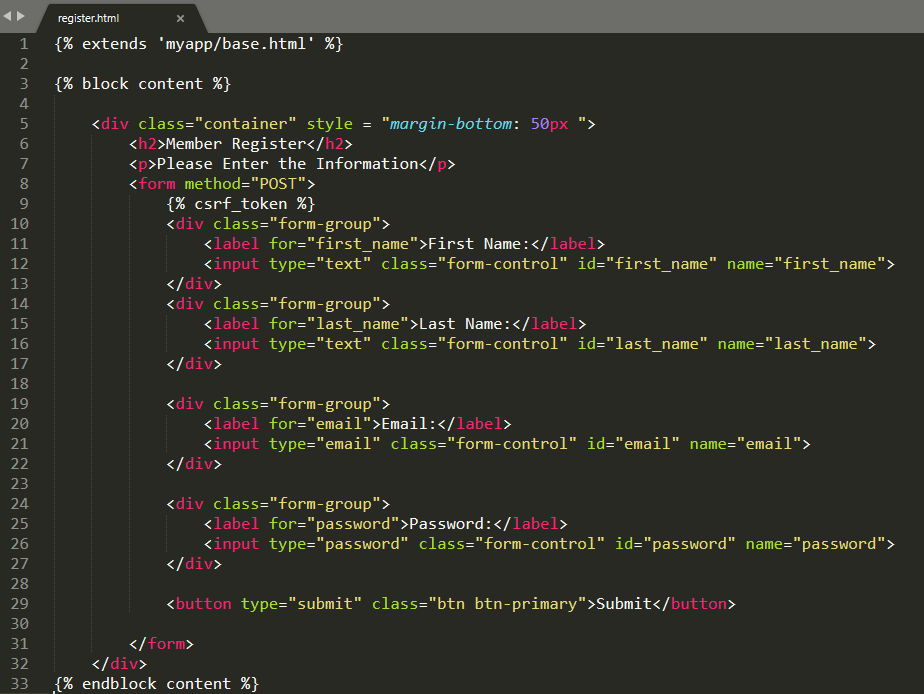 register.html ×
1 {% extends 'myapp/base.html' %}
2
3 {% block content %}
4
5     <div class="container" style = "margin-bottom: 50px ">
6         <h2>Member Register</h2>
7         <p>Please Enter the Information</p>
8         <form method="POST">
9             {% csrf_token %}
10             <div class="form-group">
11                 <label for="first_name">First Name:</label>
12                 <input type="text" class="form-control" id="first_name" name="first_name">
13             </div>
14             <div class="form-group">
15                 <label for="last_name">Last Name:</label>
16                 <input type="text" class="form-control" id="last_name" name="last_name">
17             </div>
18
19             <div class="form-group">
20                 <label for="email">Email:</label>
21                 <input type="email" class="form-control" id="email" name="email">
22             </div>
23
24             <div class="form-group">
25                 <label for="password">Password:</label>
26                 <input type="password" class="form-control" id="password" name="password">
27             </div>
28
29             <button type="submit" class="btn btn-primary">Submit</button>
30
31         </form>
32     </div>
33 {% endblock content %}